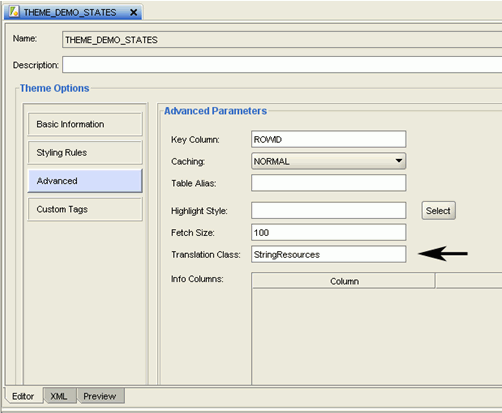 THEME_DEMO_STATES
Name: THEME_DEMO_STATES
Description:
Theme Options
Basic Information
Styling Rules
Advanced
Custom Tags
Advanced Parameters
Key Column: ROWID
Caching: NORMAL
Table Alias:
Highlight Style: Select
Fetch Size: 100
Translation Class: StringResources
Info Columns: Column
Editor XML Preview